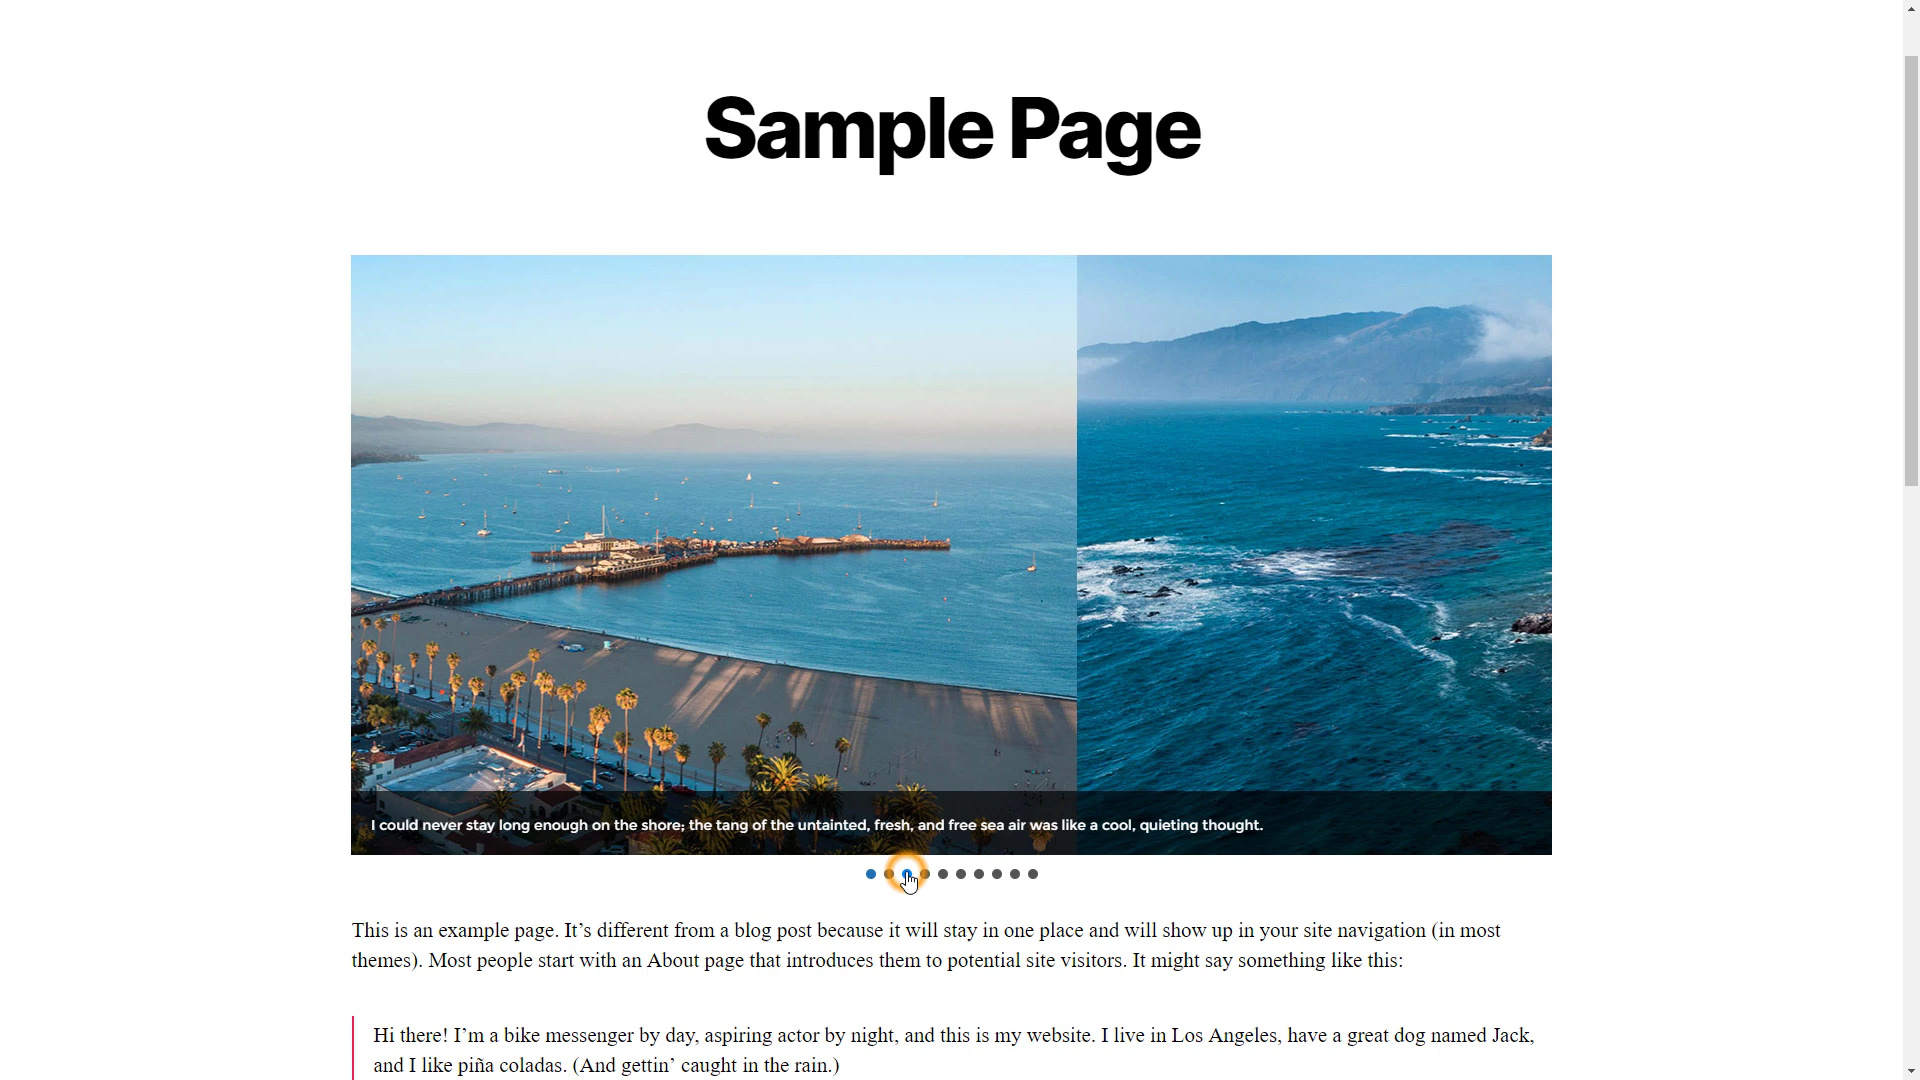 Sample Page
I could never stay long enough on the shore; the tang of the untainted, fresh, and free sea air was like a cool, quieting thought.
This is an example page. It’s different from a blog post because it will stay in one place and will show up in your site navigation (in most
themes). Most people start with an About page that introduces them to potential site visitors. It might say something like this:
Hi there! I’m a bike messenger by day, aspiring actor by night, and this is my website. I live in Los Angeles, have a great dog named Jack,
and I like piña coladas. (And gettin’ caught in the rain.)